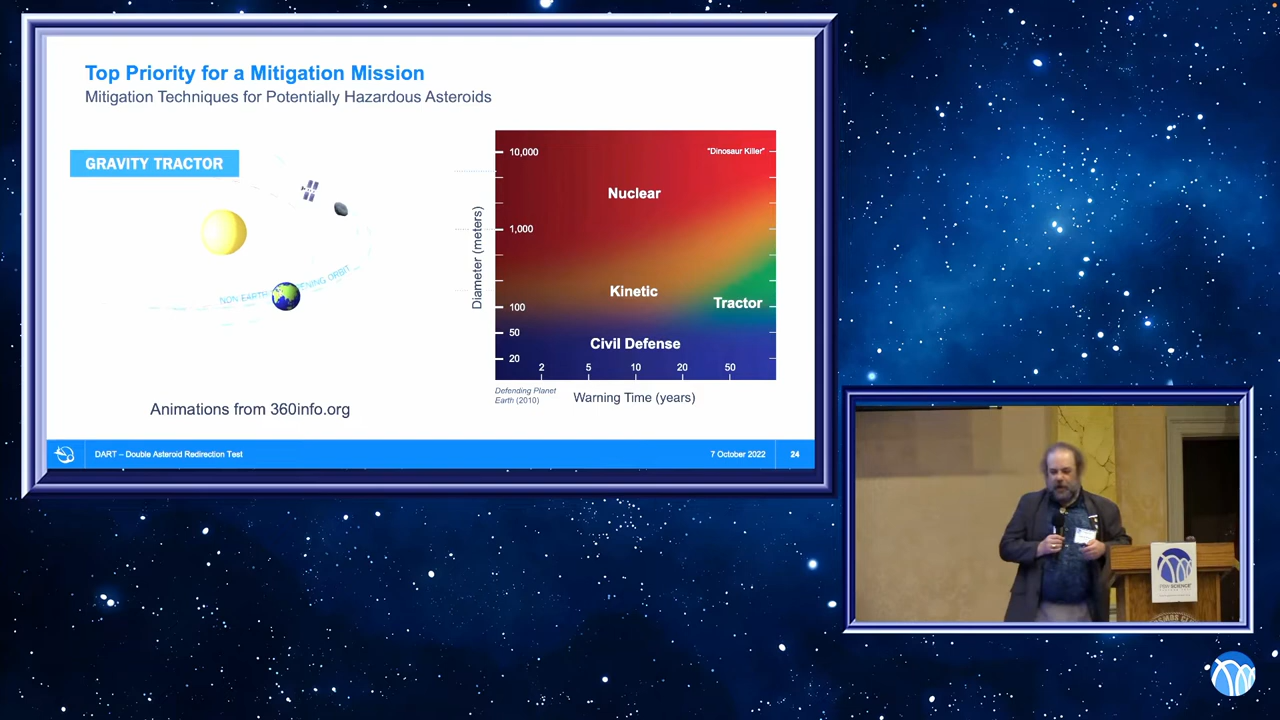 Top Priority for a Mitigation Mission
Mitigation Techniques for Potentially Hazardous Asteroids
GRAVITY TRACTOR
NON EARTH
ENING ORBIT
Animations from 360info.org
Diameter (meters)
10,000
1,000
100
50
20
"Dinosaur Killer"
Nuclear
Kinetic
Tractor
Civil Defense
2
5
10
20
50
Defending Planet
Earth (2010)
Warning Time (years)
DART – Double Asteroid Redirection Test
7 October 2022
24
PSW SCIENCE